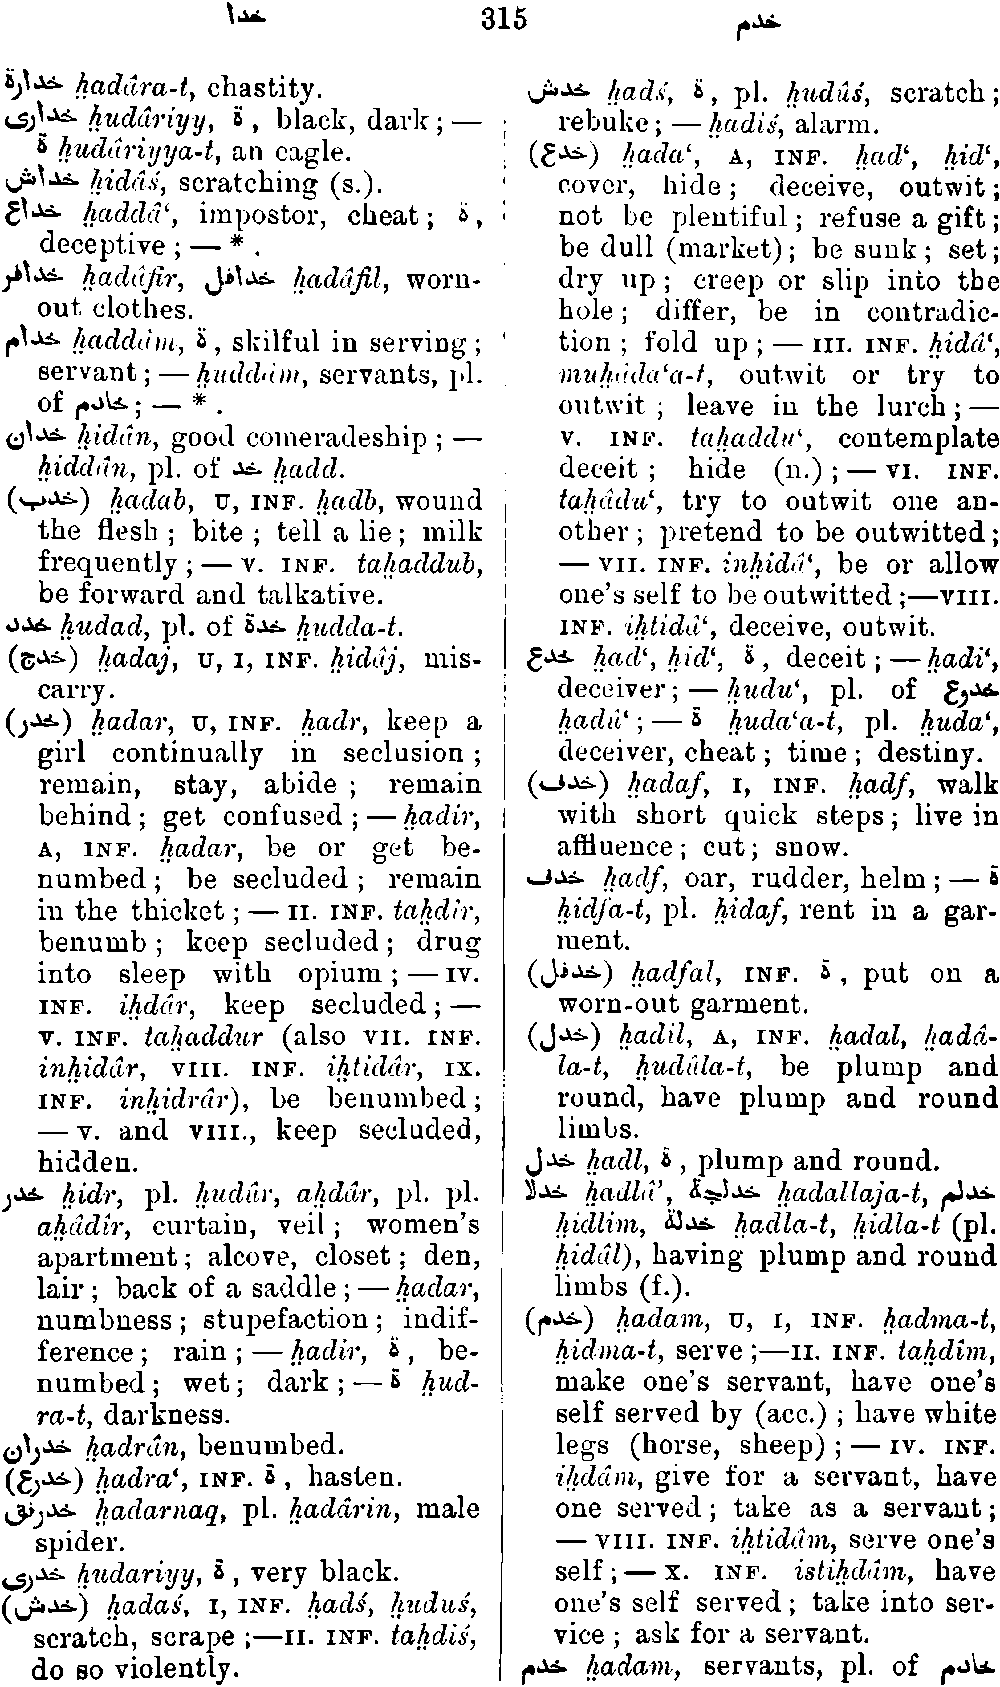 خدا 315 خدم
خدارة ḫadâra-t, chastity.
خدارى ḫudâriyy, ة, black, dark; —
ة ḫudâriyya-t, an eagle.
خداش ḫidâś, scratching (s.).
خداع ḫaddâ‘, impostor, cheat; ة,
deceptive; — * .
خدافر ḫadâfir, خدافل ḫadâfil, worn-
out clothes.
خدام ḫaddâm, ة, skilful in serving;
servant; — ḫuddâm, servants, pl.
of خادم; — * .
خدان ḫidân, good comeradeship; —
ḫiddân, pl. of خد ḫadd.
(خدب) ḫadab, U, INF. ḫadb, wound
the flesh; bite; tell a lie; milk
frequently; — V. INF. taḫaddub,
be forward and talkative.
خدد ḫudad, pl. of خدة ḫudda-t.
(خدج) ḫadaj, U, I, INF. ḫidâj, mis-
carry.
(خدر) ḫadar, U, INF. ḫadr, keep a
girl continually in seclusion;
remain, stay, abide; remain
behind; get confused; — ḫadir,
A, INF. ḫadar, be or get be-
numbed; be secluded; remain
in the thicket; — II. INF. taḫdîr,
benumb; keep secluded; drug
into sleep with opium; — IV.
INF. iḫdâr, keep secluded; —
V. INF. taḫaddur (also VII. INF.
inḫidâr, VIII. INF. iḫtidâr, IX.
INF. inḫidrâr), be benumbed;
— V. and VIII., keep secluded,
hidden.
خدر ḫidr, pl. ḫudûr, aḫdâr, pl. pl.
aḫâdîr, curtain, veil; women's
apartment; alcove, closet; den,
lair; back of a saddle; — ḫadar,
numbness; stupefaction; indif-
ference; rain; — ḫadir, ة, be-
numbed; wet; dark; — ة ḫud-
ra-t, darkness.
خدران ḫadrân, benumbed.
(خدرع) ḫadra‘, INF. ة, hasten.
خدرنق ḫadarnaq, pl. ḫadârin, male
spider.
خدرى ḫudariyy, ة, very black.
(خدش) ḫadaś, I, INF. ḫadś, ḫuduś,
scratch, scrape;—II. INF. taḫdiś,
do so violently.
خدش ḫadś, ة, pl. ḫudûś, scratch;
rebuke; — ḫadiś, alarm.
(خدع) ḫada‘, A, INF. ḫad‘, ḫid‘,
cover, hide; deceive, outwit;
not be plentiful; refuse a gift;
be dull (market); be sunk; set;
dry up; creep or slip into the
hole; differ, be in contradic-
tion; fold up; — III. INF. ḫidâ‘,
muḫâda‘a-t, outwit or try to
outwit; leave in the lurch; —
V. INF. taḫaddu‘, contemplate
deceit; hide (n.); — VI. INF.
taḫâdu‘, try to outwit one an-
other; pretend to be outwitted;
— VII. INF. inḫidâ‘, be or allow
one's self to be outwitted;—VIII.
INF. iḫtidâ‘, deceive, outwit.
خدع ḫad‘, ḫid‘, ة, deceit; — ḫadi‘,
deceiver; — ḫudu‘, pl. of خدوع
ḫadû‘; — ة ḫuda‘a-t, pl. ḫuda‘,
deceiver, cheat; time; destiny.
(خدف) ḫadaf, I, INF. ḫadf, walk
with short quick steps; live in
affluence; cut; snow.
خدف ḫadf, oar, rudder, helm; — ة
ḫidfa-t, pl. ḫidaf, rent in a gar-
ment.
(خدفل) ḫadfal, INF. ة, put on a
worn-out garment.
(خدل) ḫadil, A, INF. ḫadal, ḫadâ-
la-t, ḫudûla-t, be plump and
round, have plump and round
limbs.
خدل ḫadl, ة, plump and round.
خدلا ḫadlâ’, خدلجة ḫadallaja-t, خدلم
ḫidlim, خدلة ḫadla-t, ḫidla-t (pl.
ḫidâl), having plump and round
limbs (f.).
(خدم) ḫadam, U, I, INF. ḫadma-t,
ḫidma-t, serve;—II. INF. taḫdîm,
make one's servant, have one's
self served by (acc.); have white
legs (horse, sheep); — IV. INF.
iḫdâm, give for a servant, have
one served; take as a servant;
— VIII. INF. iḫtidâm, serve one's
self; — X. INF. istiḫdâm, have
one's self served; take into ser-
vice; ask for a servant.
خدم ḫadam, servants, pl. of خادم